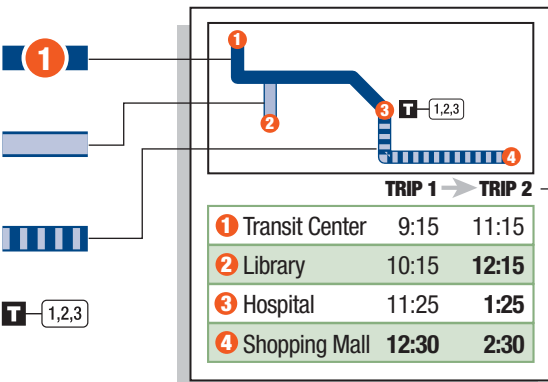 1
1
2
3
T 1,2,3
4
TRIP 1 TRIP 2
1 Transit Center 9:15 11:15
2 Library 10:15 12:15
3 Hospital 11:25 1:25
4 Shopping Mall 12:30 2:30
T 1,2,3